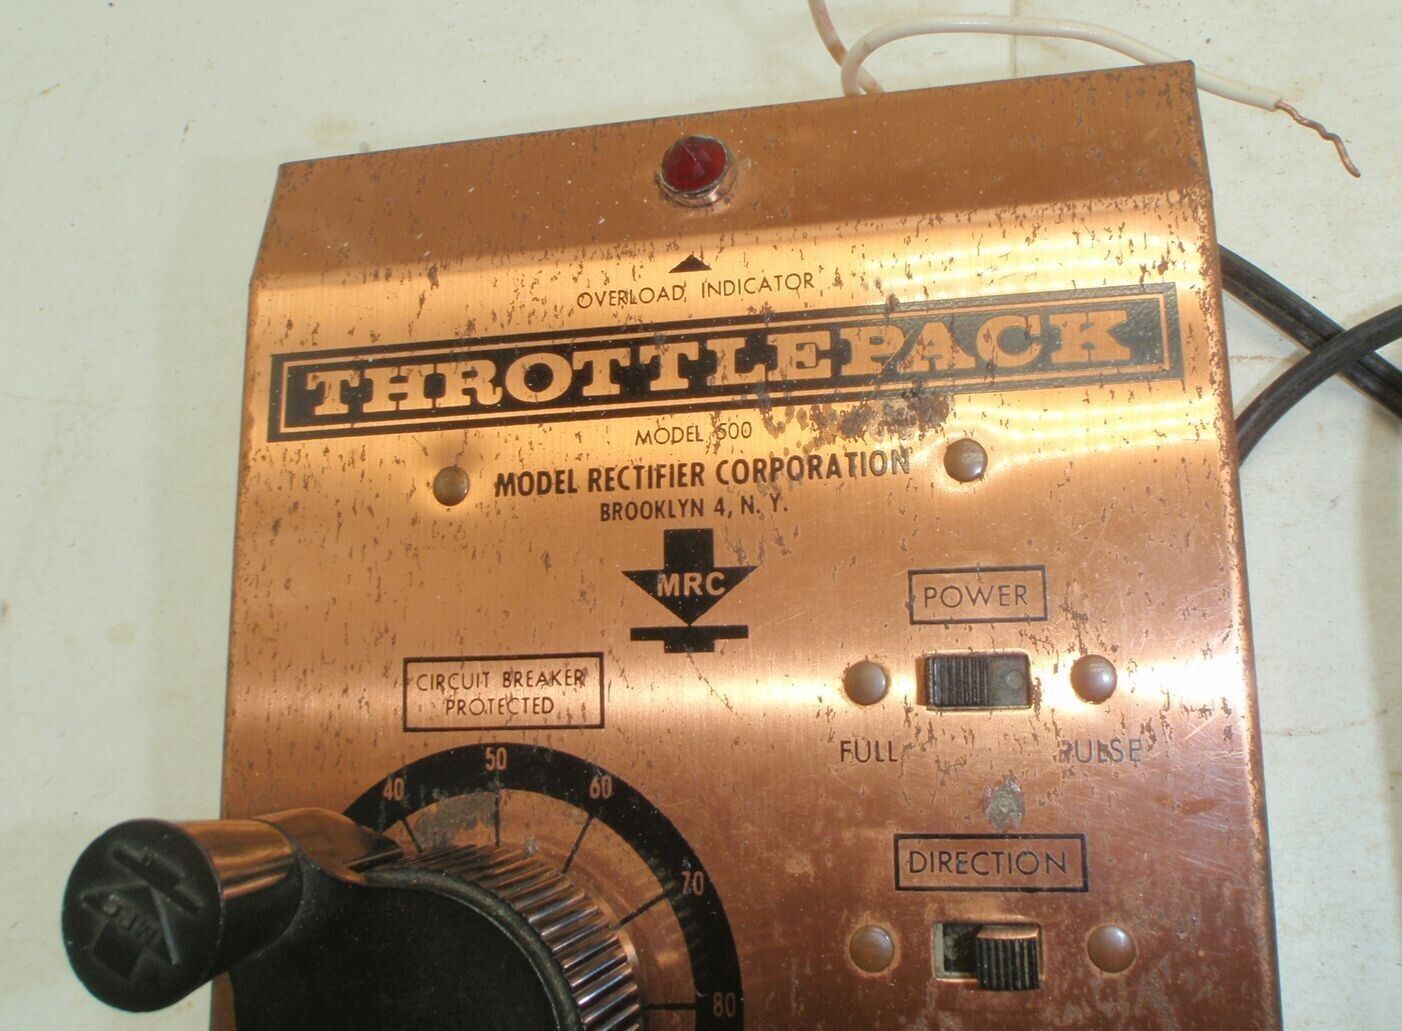 OVERLOAD INDICATOR
THROTTLEPACK
MODEL 500
MODEL RECTIFIER CORPORATION
BROOKLYN 4, N. Y.
MRC
POWER
CIRCUIT BREAKER
PROTECTED
FULL PULSE
40 50 60 70 80
DIRECTION